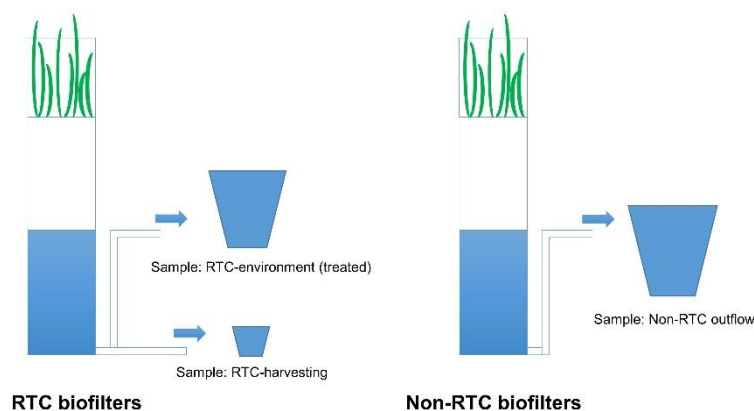 Sample: RTC-environment (treated)
Sample: RTC-harvesting
RTC biofilters
Sample: Non-RTC outflow
Non-RTC biofilters